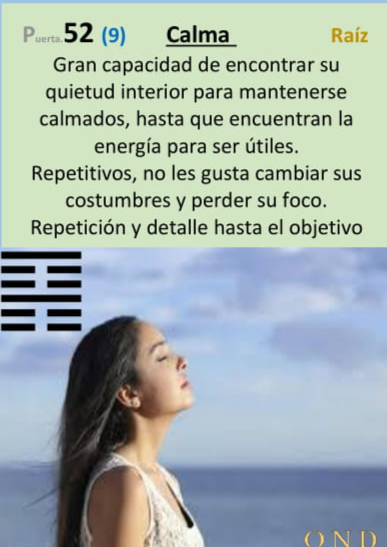 Puerta.52 (9) Calma Raíz
Gran capacidad de encontrar su
quietud interior para mantenerse
calmados, hasta que encuentran la
energía para ser útiles.
Repetitivos, no les gusta cambiar sus
costumbres y perder su foco.
Repetición y detalle hasta el objetivo
OND